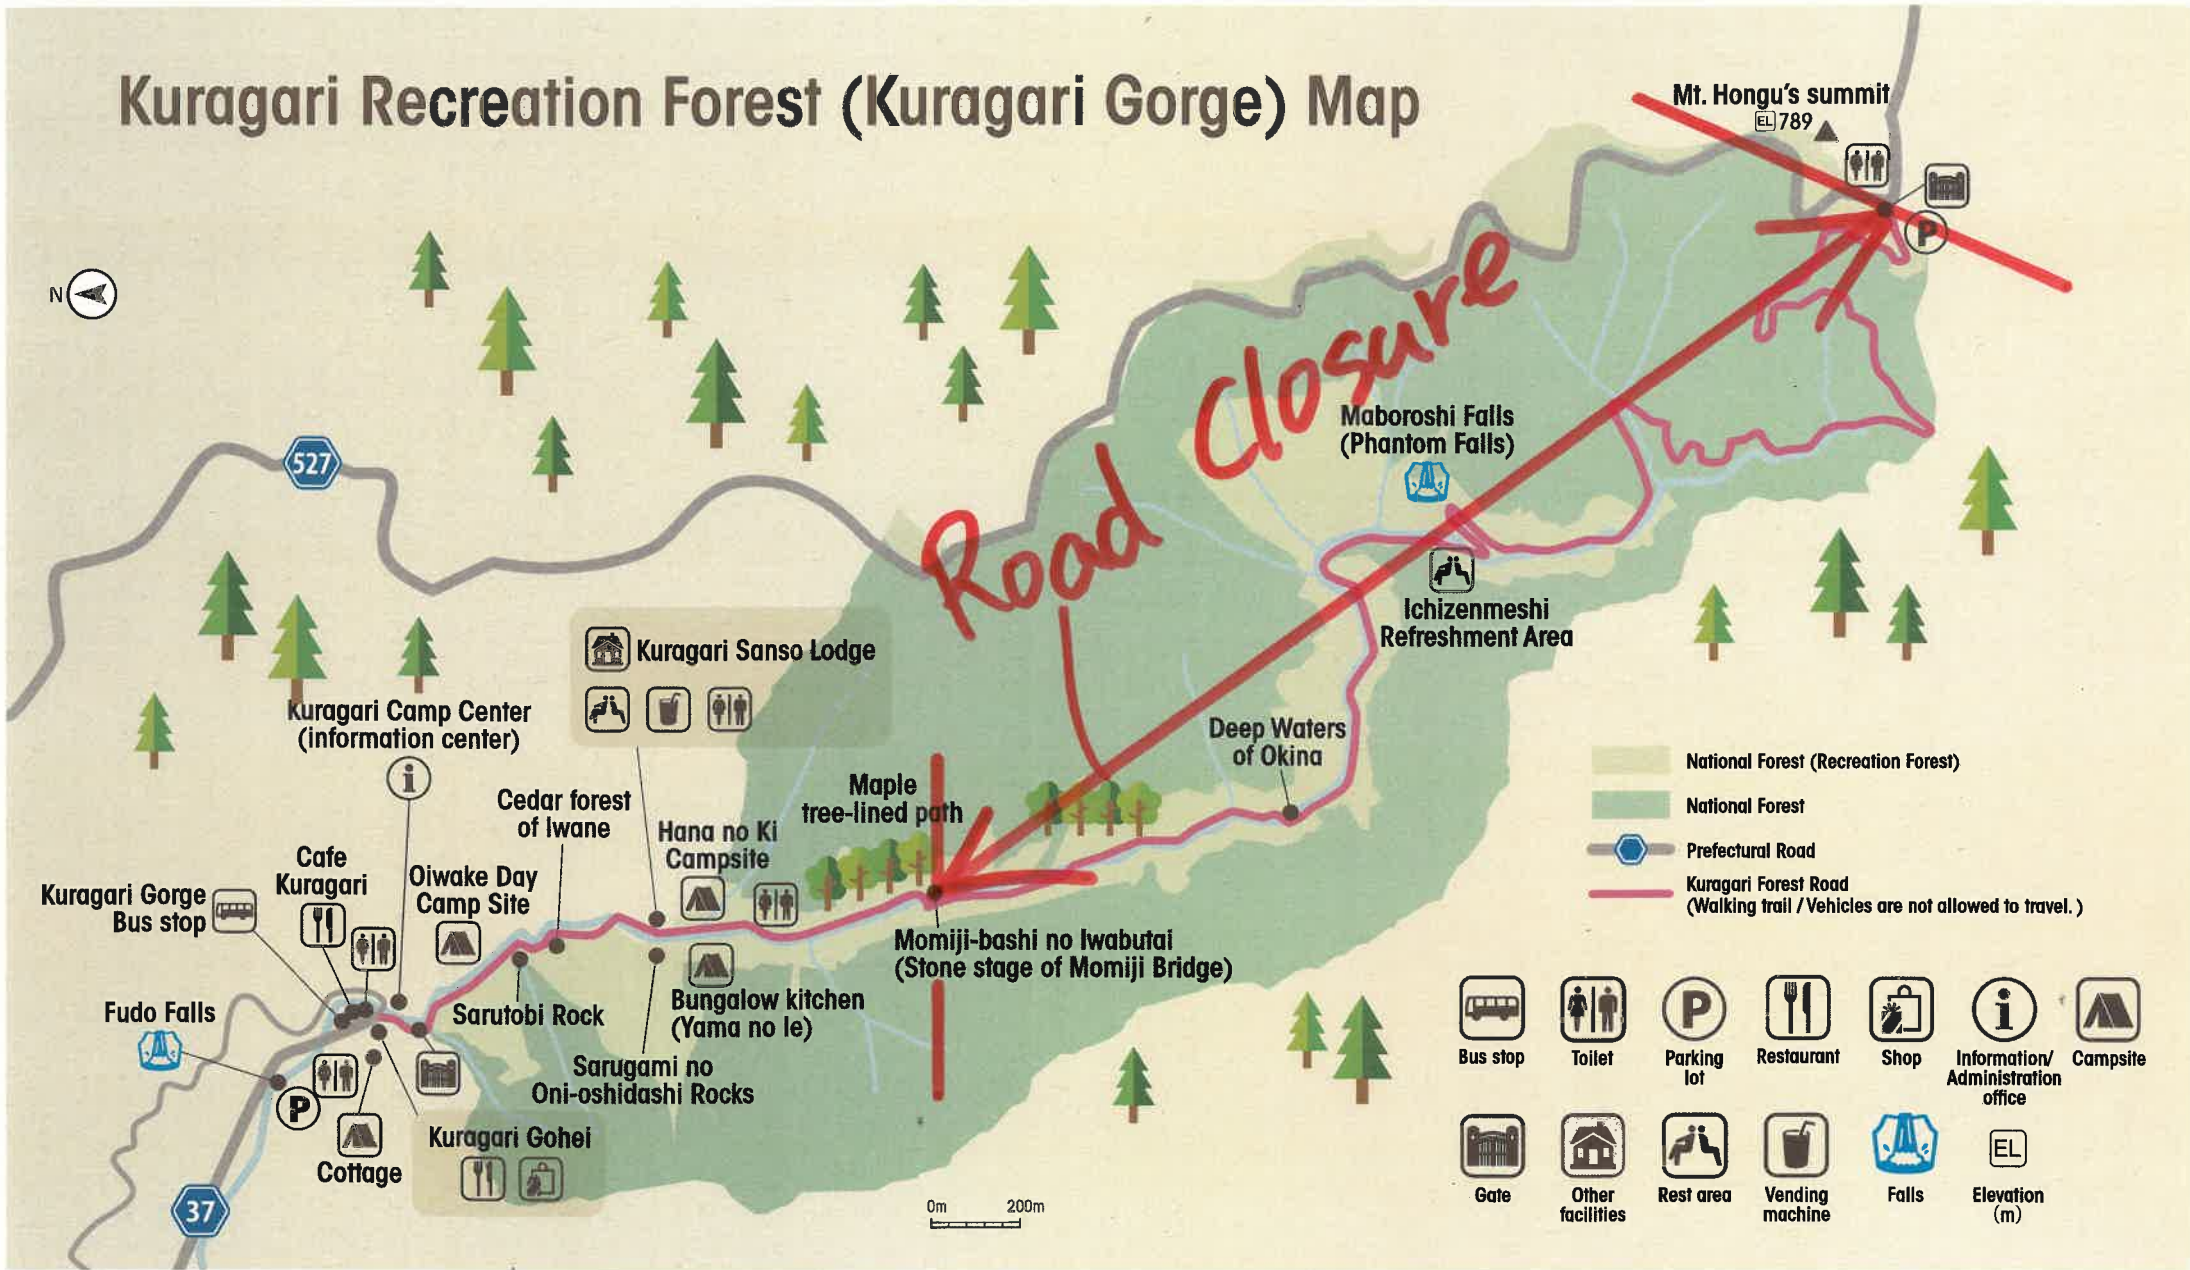 Kuragari Recreation Forest (Kuragari Gorge) Map
Mt. Hongu's summit
EL 789
P
N
527
Road Closure
Maboroshi Falls
(Phantom Falls)
Ichizenmeshi
Refreshment Area
Kuragari Sanso Lodge
Kuragari Camp Center
(information center)
i
Deep Waters
of Okina
Maple
tree-lined path
Cedar forest
of Iwane
Hana no Ki
Campsite
Cafe
Kuragari
Oiwake Day
Camp Site
Kuragari Gorge
Bus stop
Momiji-bashi no Iwabutai
(Stone stage of Momiji Bridge)
Bungalow kitchen
(Yama no Ie)
Sarutobi Rock
Fudo Falls
P
Sarugami no
Oni-oshidashi Rocks
Kuragari Gohei
Cottage
37
0m 200m
National Forest (Recreation Forest)
National Forest
Prefectural Road
Kuragari Forest Road
(Walking trail / Vehicles are not allowed to travel. )
P
i
Bus stop
Toilet
Parking
lot
Restaurant
Shop
Information/
Administration
office
Campsite
EL
Gate
Other
facilities
Rest area
Vending
machine
Falls
Elevation
(m)